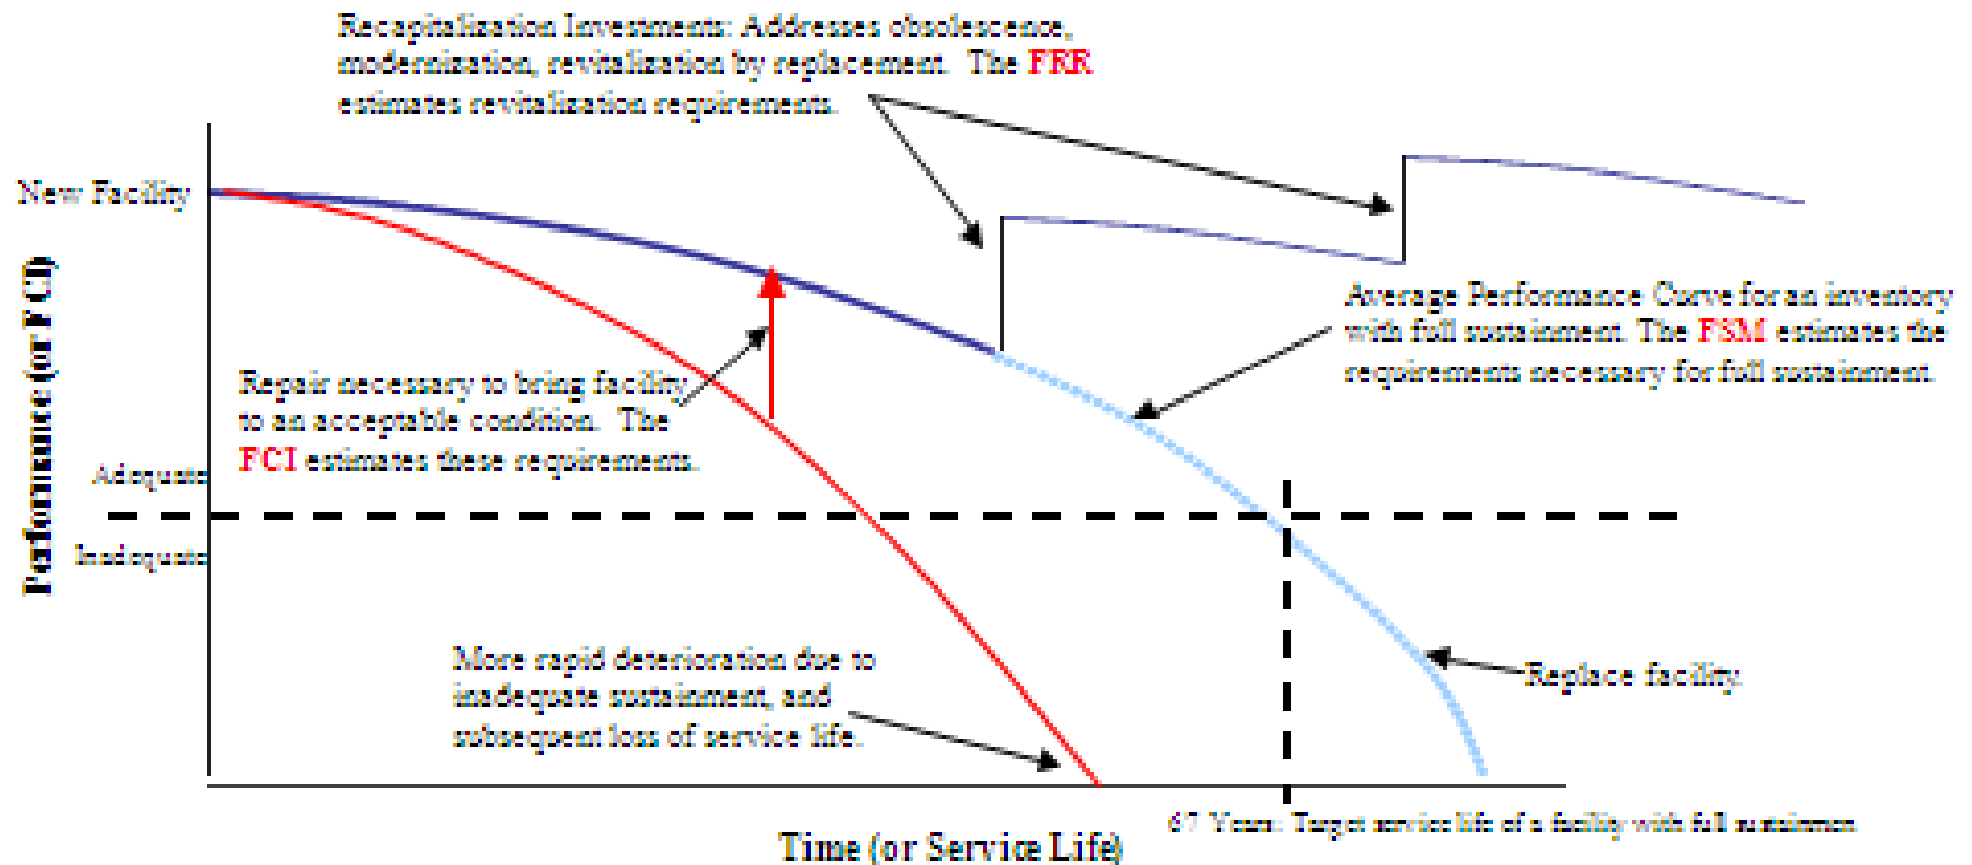 Recapitalization Investments: Addresses obsolescence,
modernization, revitalization by replacement. The FRR
estimates revitalization requirements.
New Facility
Performance (or FCI)
Average Performance Curve for an inventory
with full sustainment. The FSM estimates the
requirements necessary for full sustainment.
Repair necessary to bring facility
to an acceptable condition. The
FCI estimates these requirements.
Adequate
Inadequate
More rapid deterioration due to
inadequate sustainment, and
subsequent loss of service life.
Replace facility.
67 Years: Target service life of a facility with full sustainmen
Time (or Service Life)